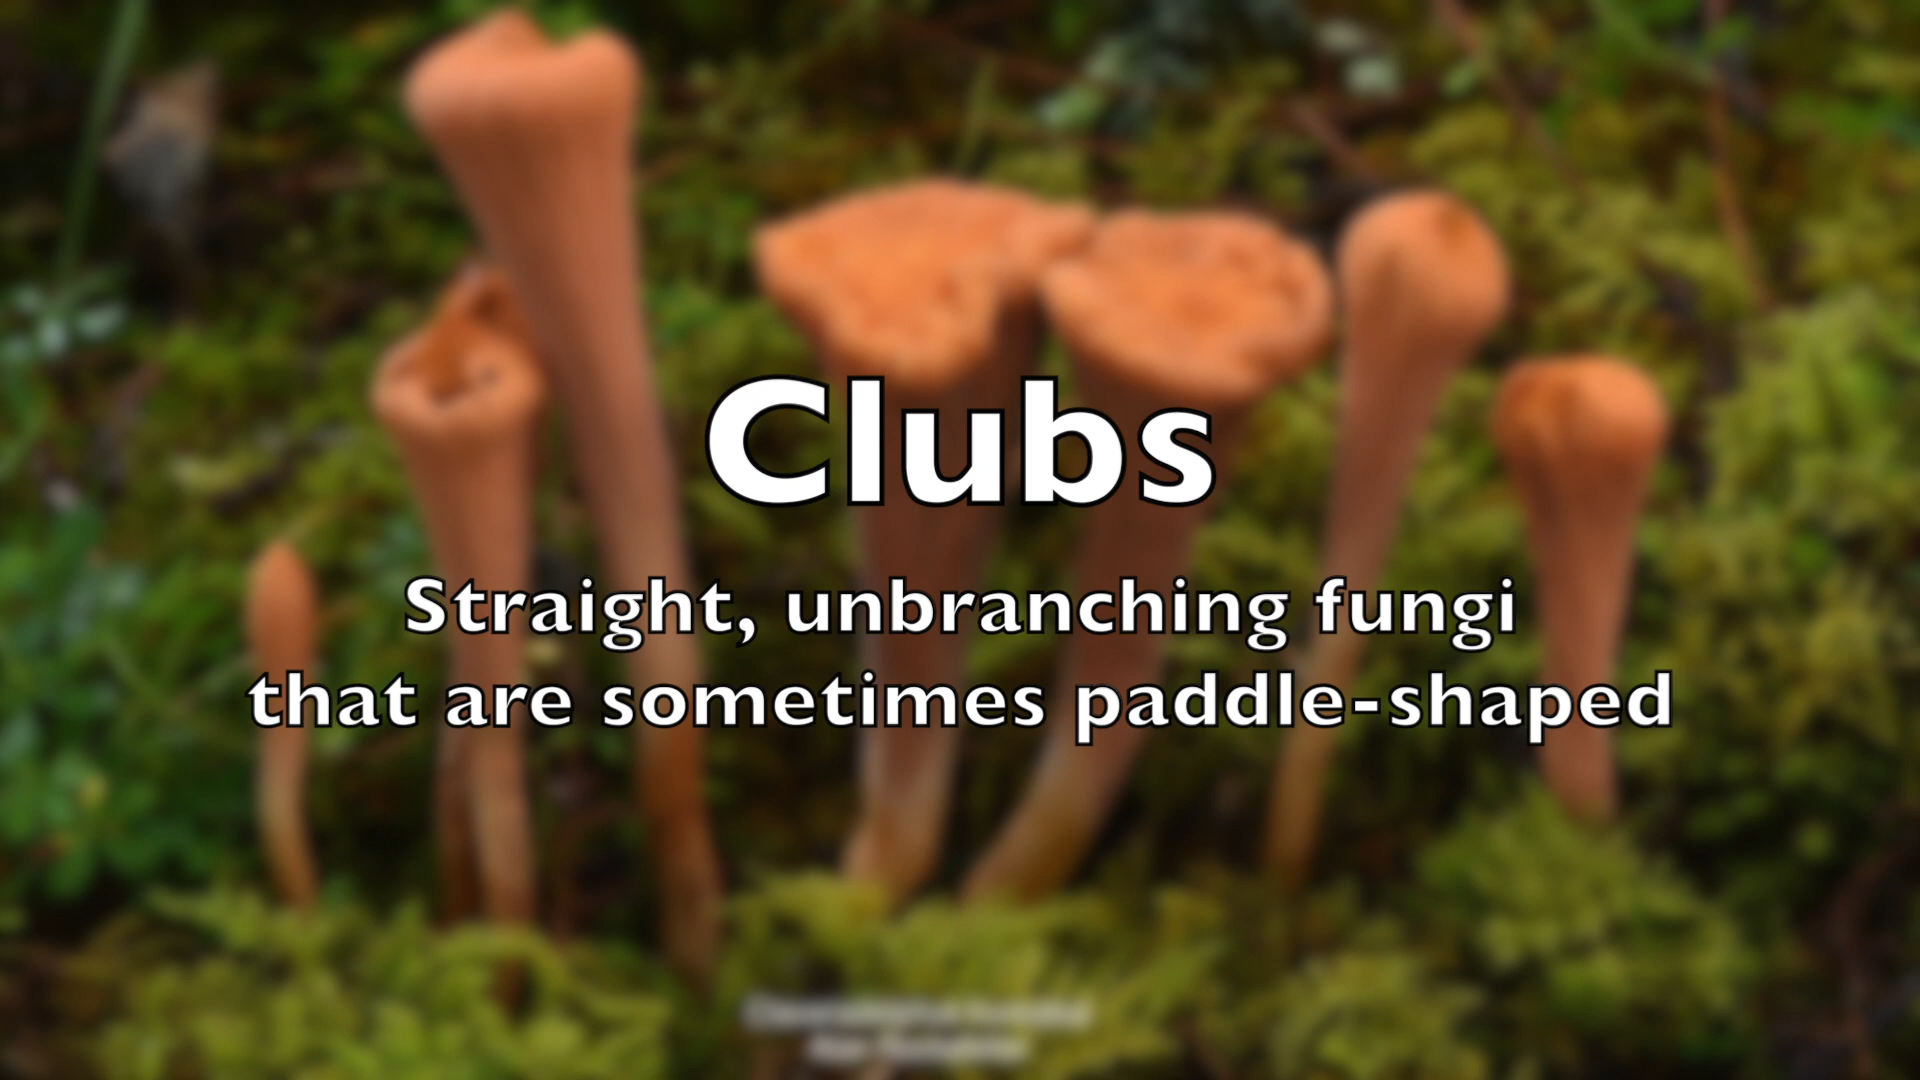 Clubs
Straight, unbranching fungi
that are sometimes paddle-shaped